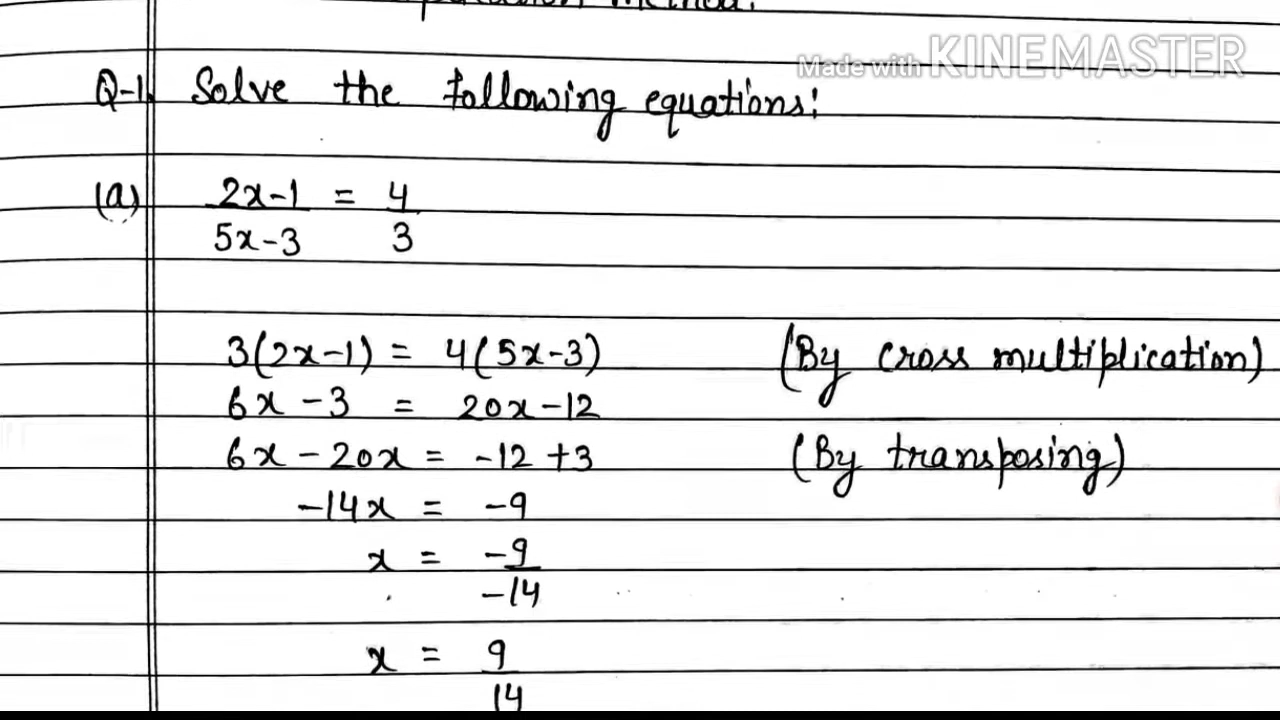 Method.
Made with KINEMASTER
Q-1. Solve the following equations:
(a) 2x-1 = 4
5x-3 3
3(2x-1) = 4(5x-3) (By cross multiplication)
6x - 3 = 20x-12
6x - 20x = -12 +3 (By transposing)
-14x = -9
x = -9
-14
x = 9
14